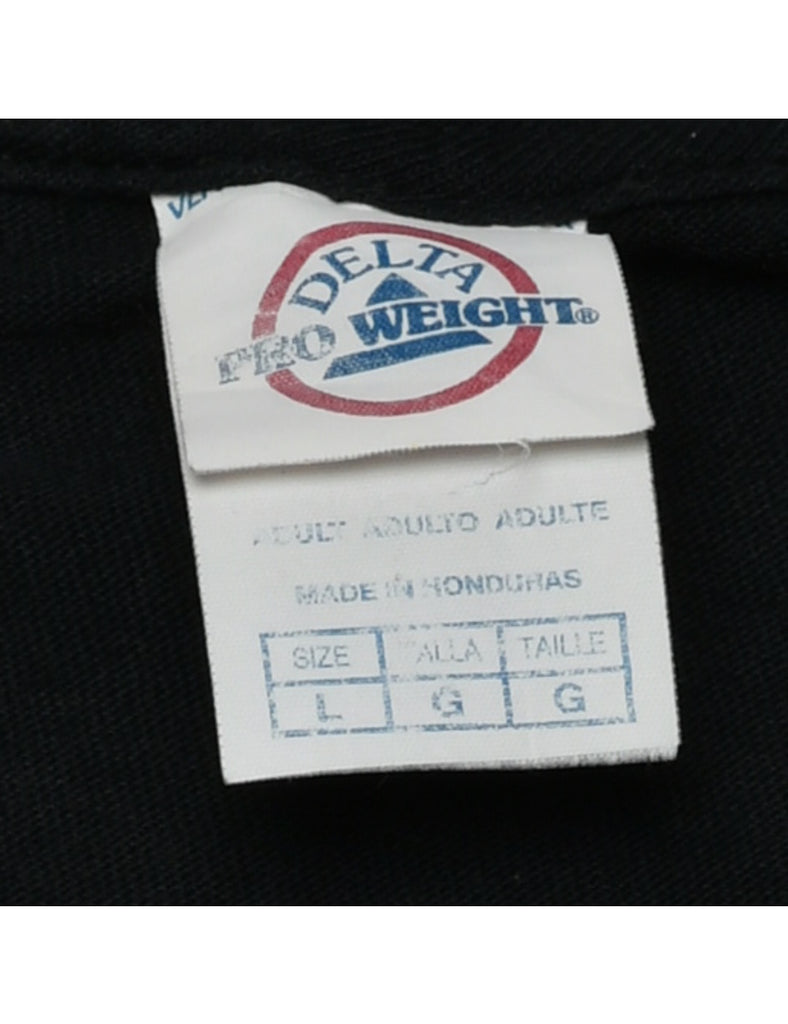 DELTA
PRO WEIGHT®
ADULT ADULTO ADULTE
MADE IN HONDURAS
SIZE TALLA TAILLE
L G G